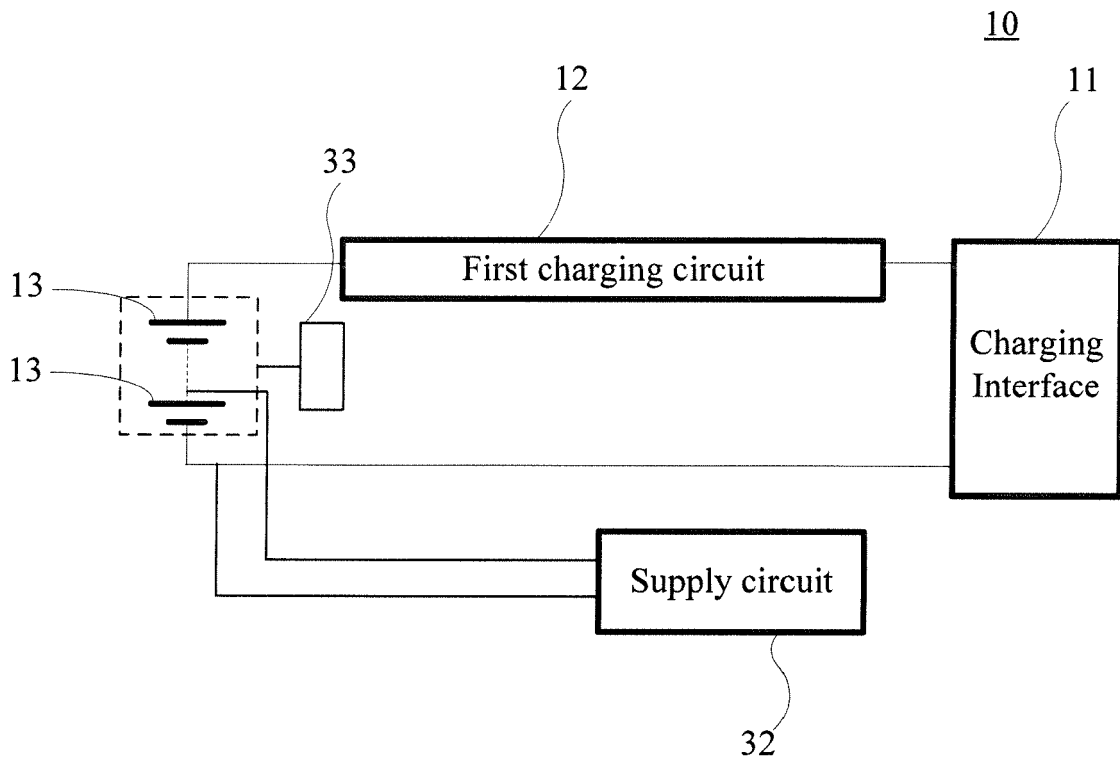 10
12
11
33
First charging circuit
13
Charging
Interface
13
Supply circuit
32